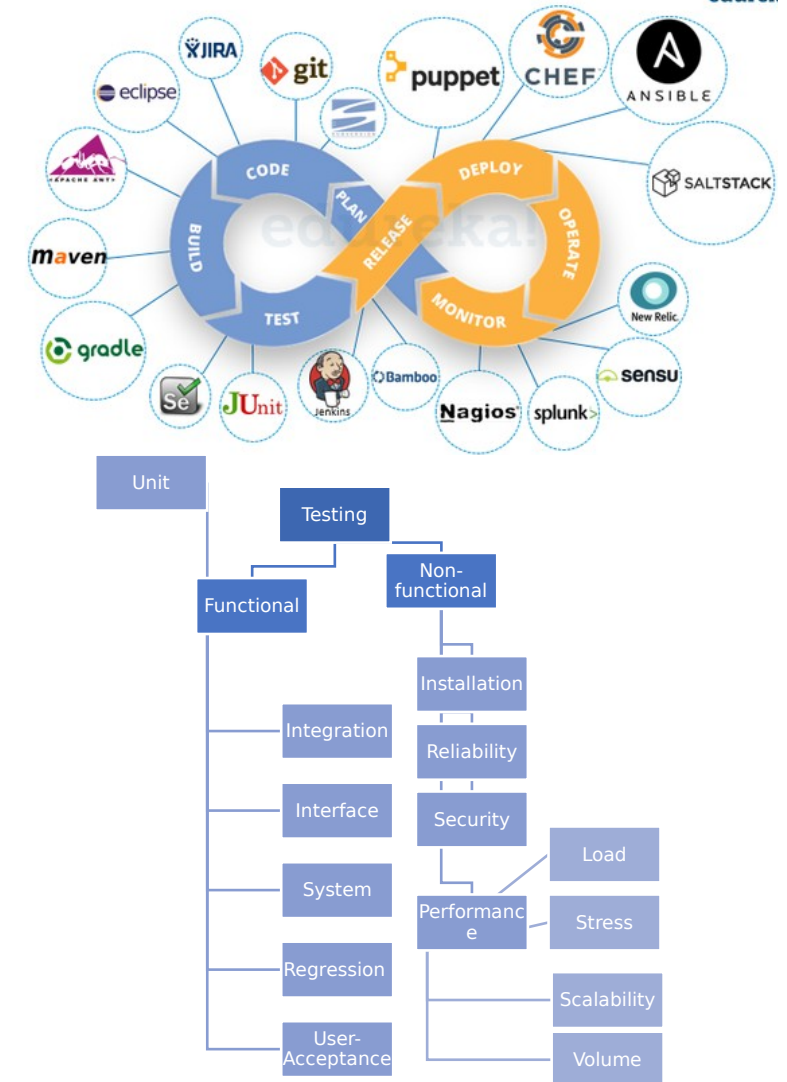 JIRA
git
puppet
CHEF
ANSIBLE
eclipse
APACHE ANT
CODE
PLAN
DEPLOY
SALTSTACK
BUILD
edureka!
RELEASE
OPERATE
maven
TEST
MONITOR
New Relic.
gradle
Se
JUnit
Jenkins
Bamboo
Nagios
splunk>
sensu
Unit
Testing
Functional
Non-
functional
Installation
Integration
Reliability
Interface
Security
Load
System
Performanc
e
Stress
Regression
Scalability
User-
Acceptance
Volume